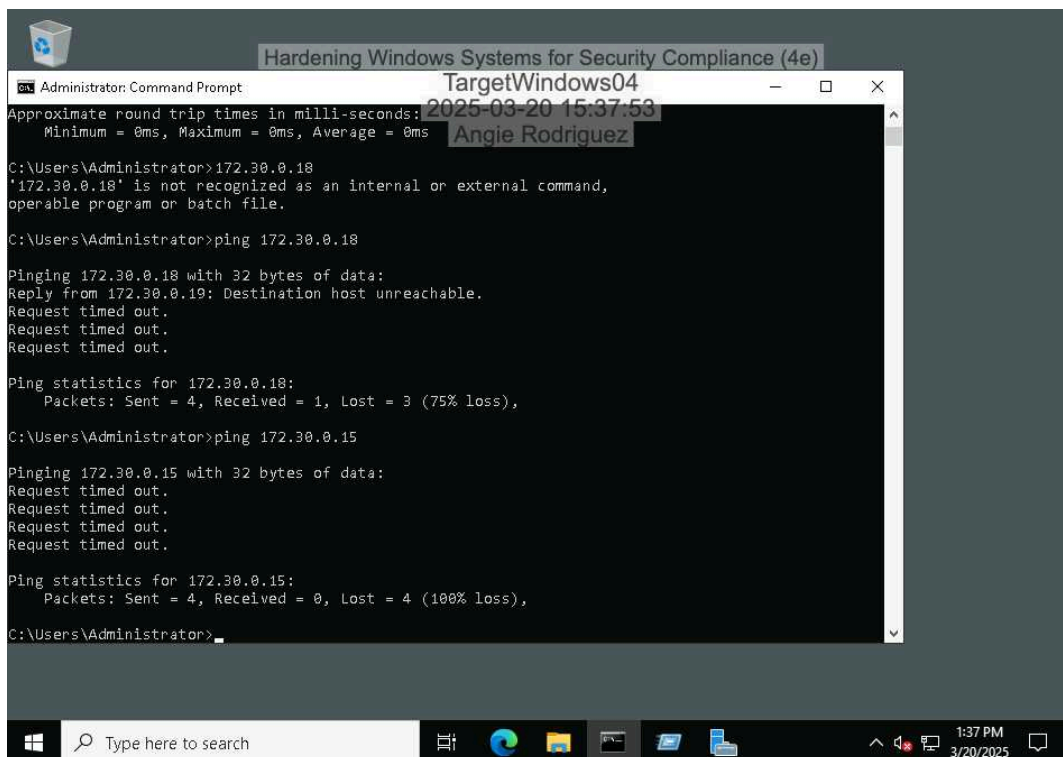 Hardening Windows Systems for Security Compliance (4e)
Administrator: Command Prompt
TargetWindows04
2025-03-20 15:37:53
Angie Rodriguez
Approximate round trip times in milli-seconds:
    Minimum = 0ms, Maximum = 0ms, Average = 0ms
C:\Users\Administrator>172.30.0.18
'172.30.0.18' is not recognized as an internal or external command,
operable program or batch file.
C:\Users\Administrator>ping 172.30.0.18
Pinging 172.30.0.18 with 32 bytes of data:
Reply from 172.30.0.19: Destination host unreachable.
Request timed out.
Request timed out.
Request timed out.
Ping statistics for 172.30.0.18:
    Packets: Sent = 4, Received = 1, Lost = 3 (75% loss),
C:\Users\Administrator>ping 172.30.0.15
Pinging 172.30.0.15 with 32 bytes of data:
Request timed out.
Request timed out.
Request timed out.
Request timed out.
Ping statistics for 172.30.0.15:
    Packets: Sent = 4, Received = 0, Lost = 4 (100% loss),
C:\Users\Administrator>
Type here to search
1:37 PM
3/20/2025